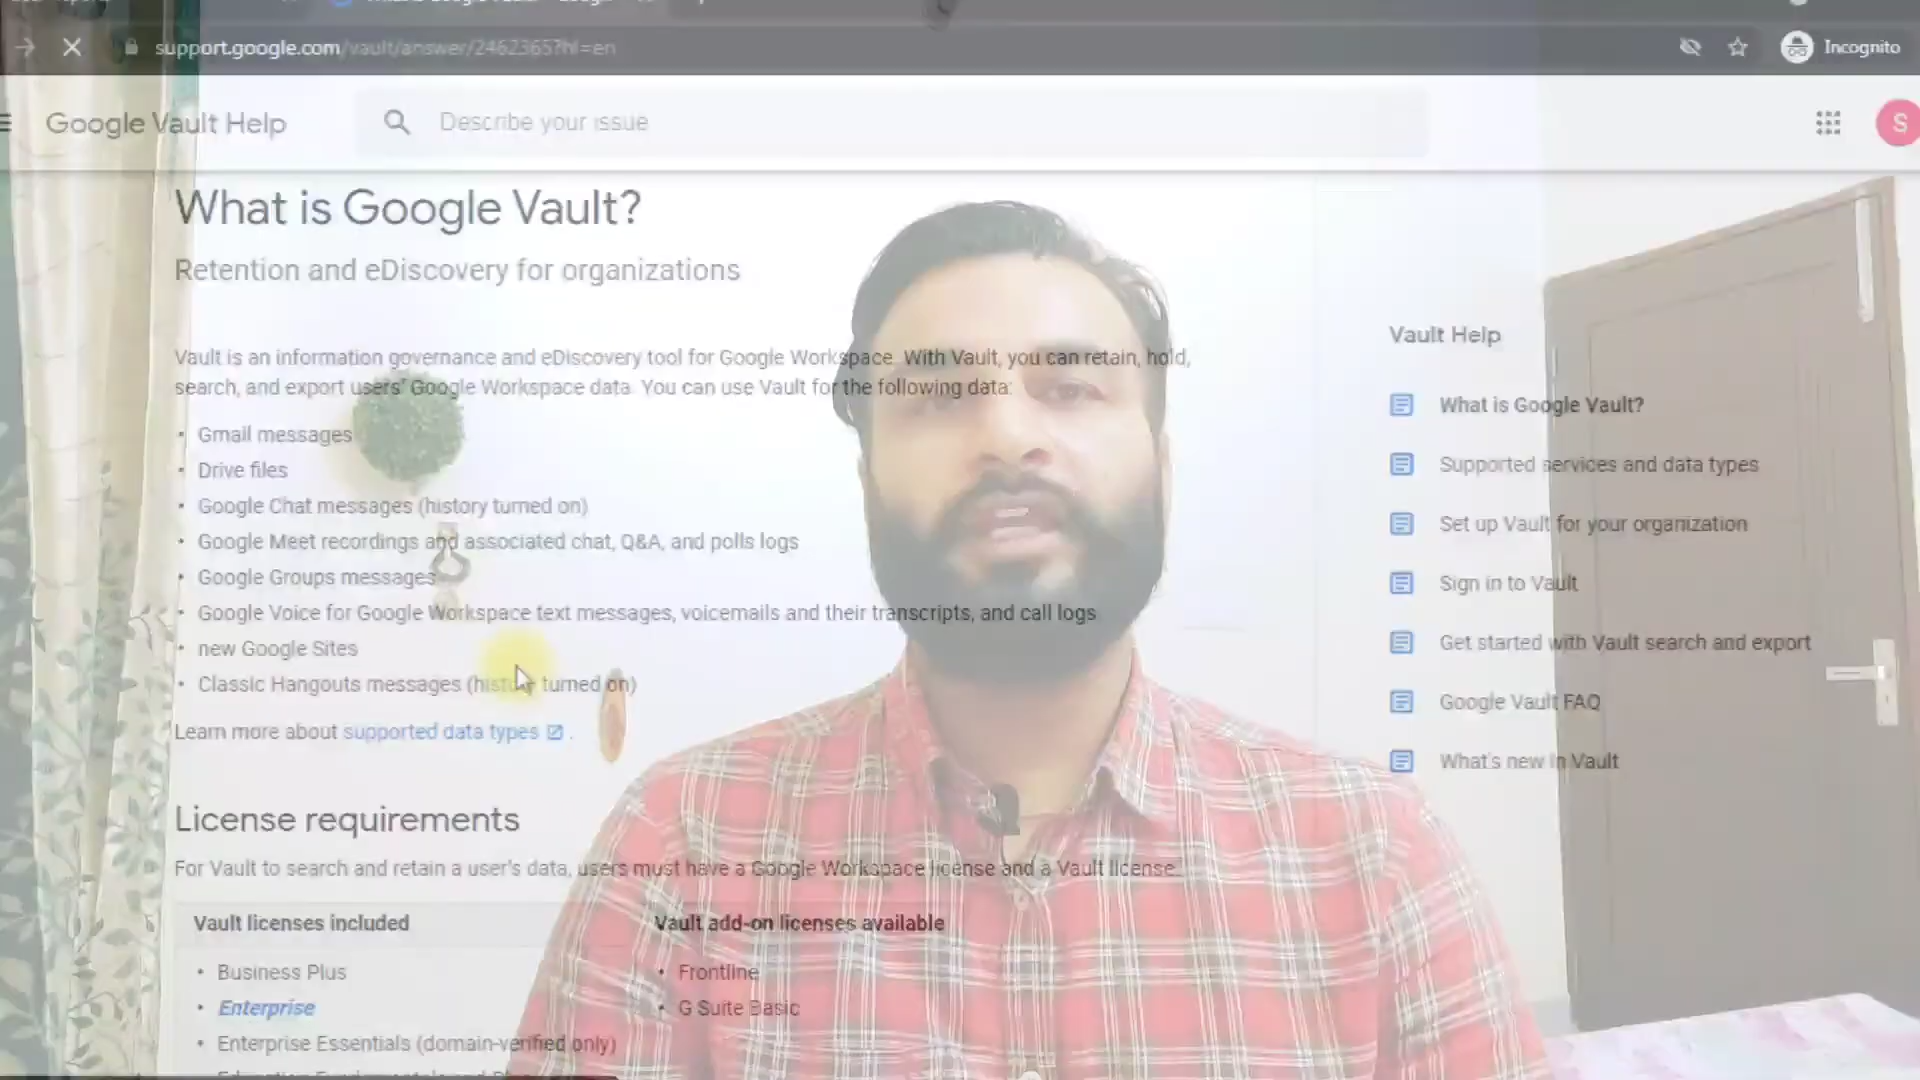 support.google.com/vault/answer/2462365?hl=en
Incognito
Google Vault Help
Describe your issue
S
What is Google Vault?
Retention and eDiscovery for organizations
Vault is an information governance and eDiscovery tool for Google Workspace. With Vault, you can retain, hold,
search, and export users' Google Workspace data. You can use Vault for the following data:
• Gmail messages
• Drive files
• Google Chat messages (history turned on)
• Google Meet recordings and associated chat, Q&A, and polls logs
• Google Groups messages
• Google Voice for Google Workspace text messages, voicemails and their transcripts, and call logs
• new Google Sites
• Classic Hangouts messages (history turned on)
Learn more about supported data types .
License requirements
For Vault to search and retain a user's data, users must have a Google Workspace license and a Vault license.
Vault licenses included
• Business Plus
• Enterprise
• Enterprise Essentials (domain-verified only)
Vault add-on licenses available
• Frontline
• G Suite Basic
Vault Help
What is Google Vault?
Supported services and data types
Set up Vault for your organization
Sign in to Vault
Get started with Vault search and export
Google Vault FAQ
What's new in Vault